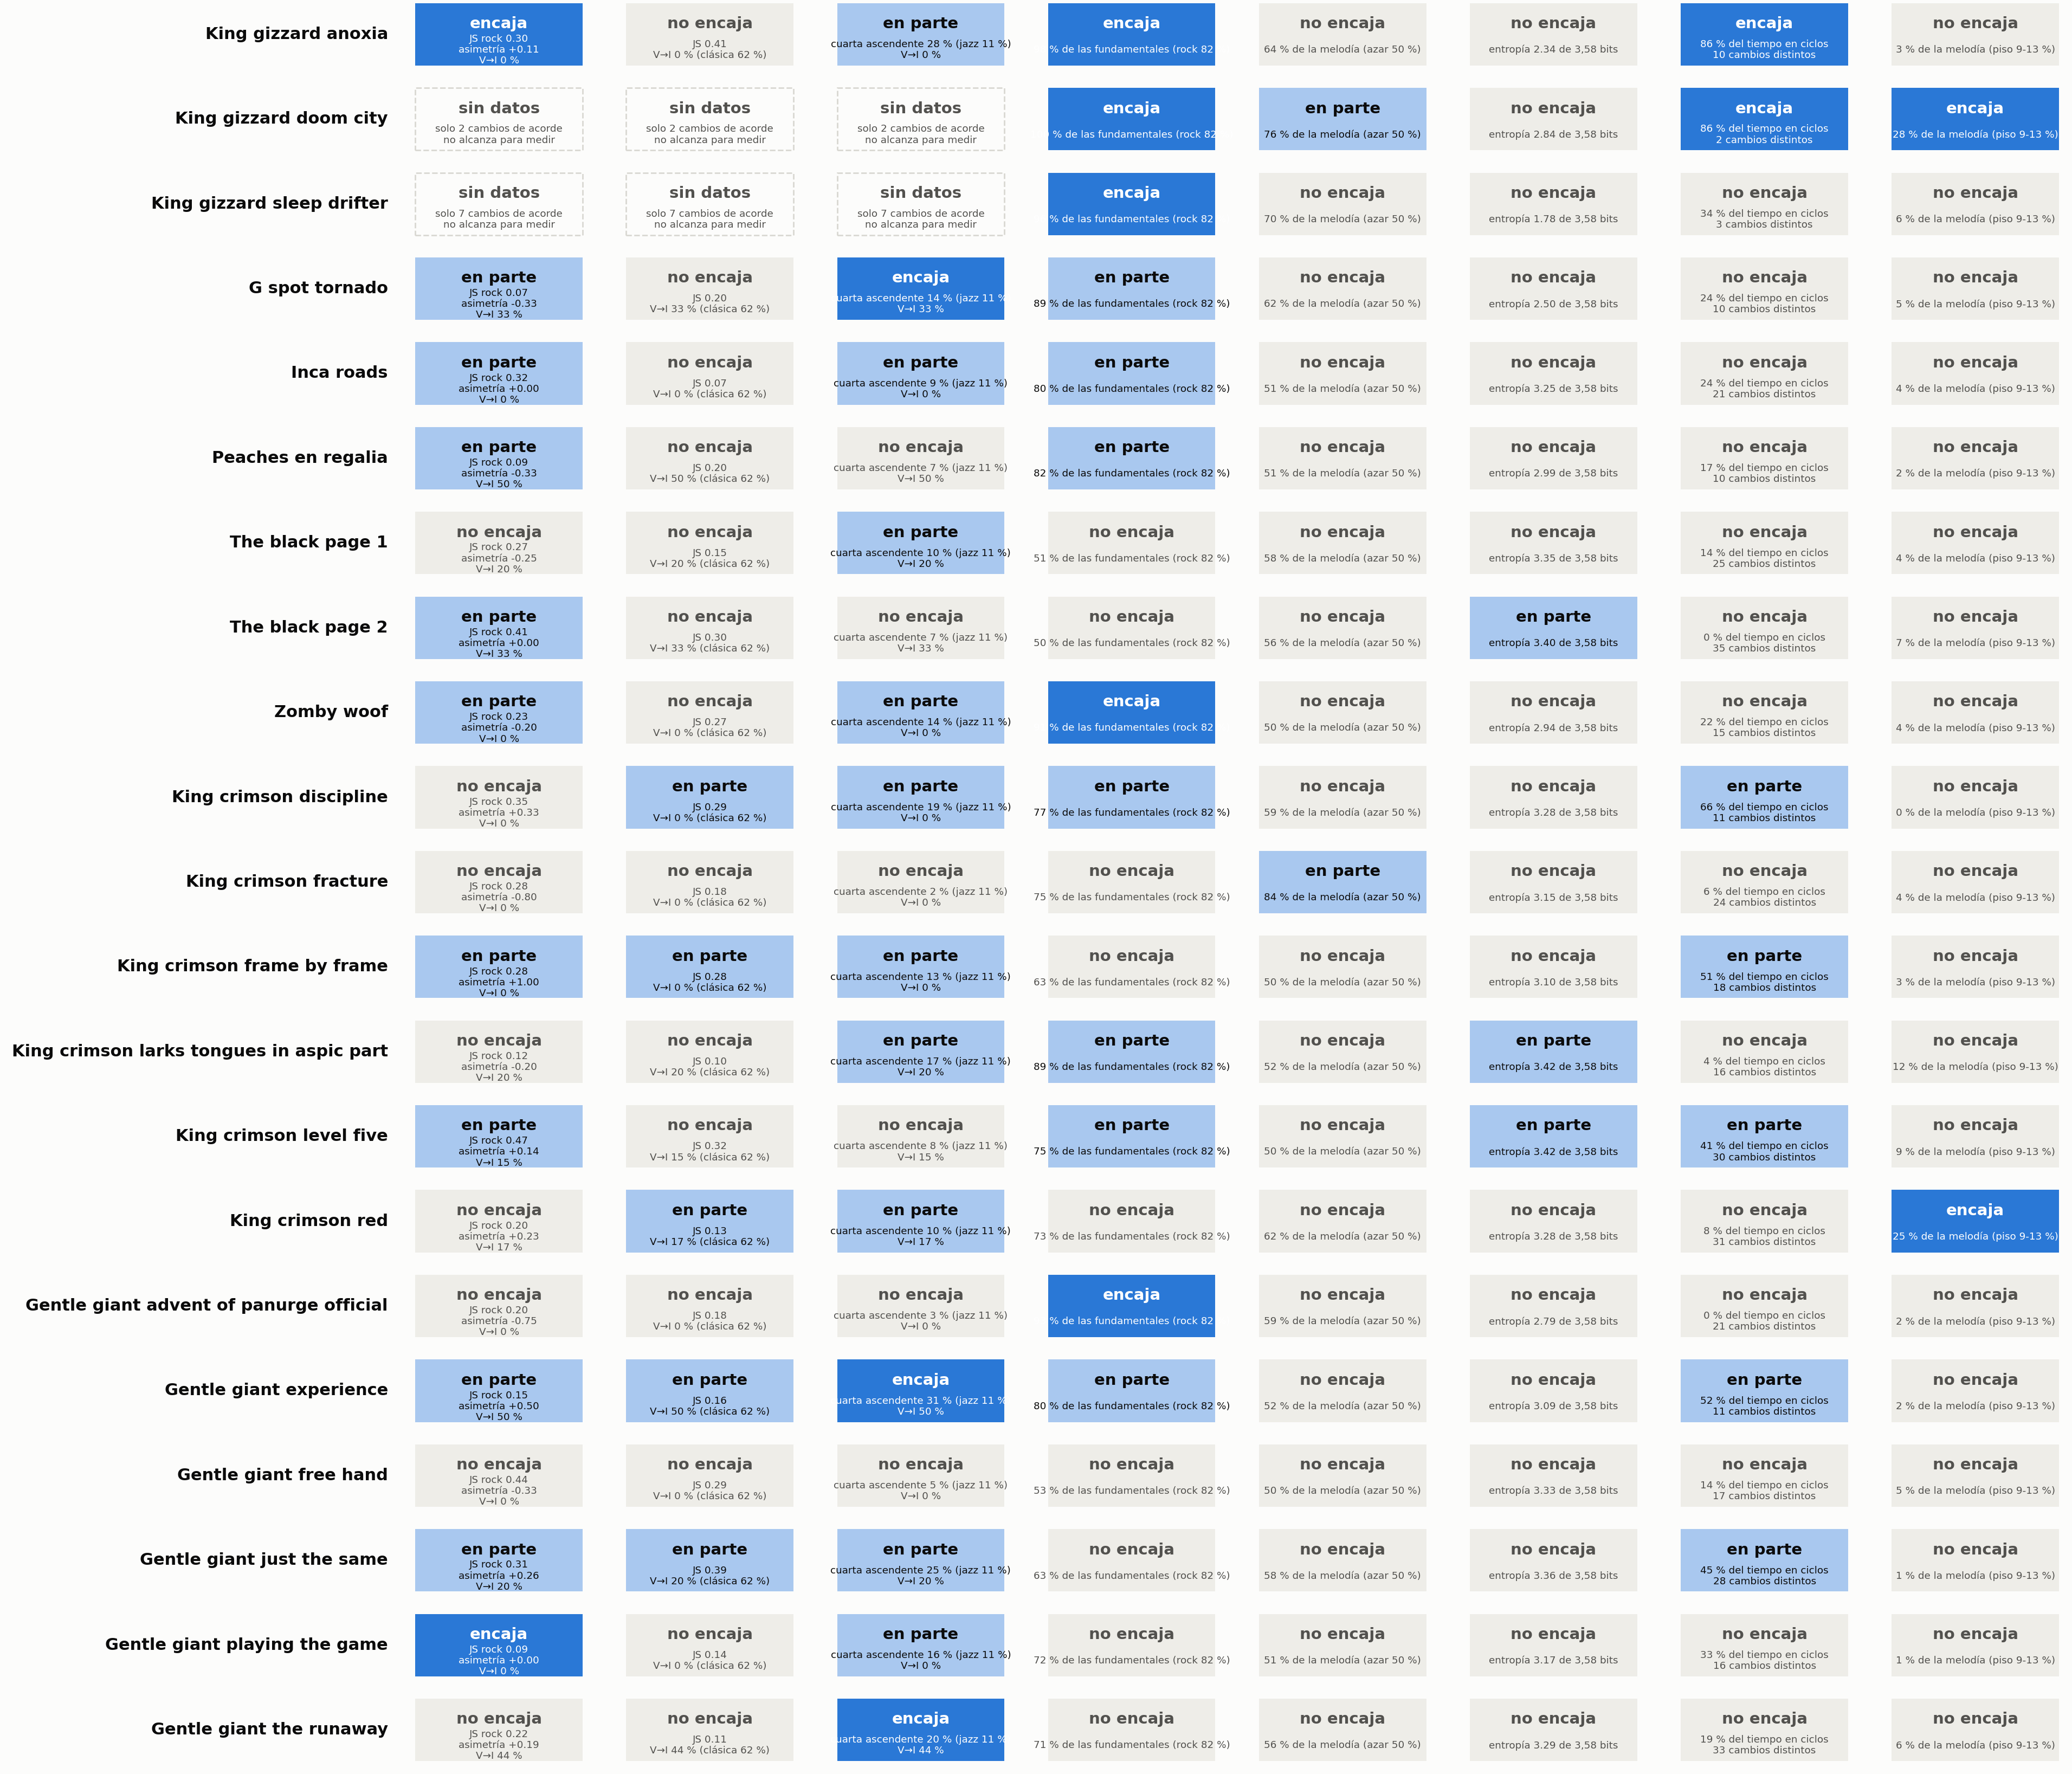 King gizzard anoxia
encaja
JS rock 0.30
asimetría +0.11
V→I 0 %
no encaja
JS 0.41
V→I 0 % (clásica 62 %)
en parte
cuarta ascendente 28 % (jazz 11 %)
V→I 0 %
encaja
% de las fundamentales (rock 82
no encaja
64 % de la melodía (azar 50 %)
no encaja
entropía 2.34 de 3,58 bits
encaja
86 % del tiempo en ciclos
10 cambios distintos
no encaja
3 % de la melodía (piso 9-13 %)
King gizzard doom city
sin datos
solo 2 cambios de acorde
no alcanza para medir
sin datos
solo 2 cambios de acorde
no alcanza para medir
sin datos
solo 2 cambios de acorde
no alcanza para medir
encaja
% de las fundamentales (rock 82
en parte
76 % de la melodía (azar 50 %)
no encaja
entropía 2.84 de 3,58 bits
encaja
86 % del tiempo en ciclos
2 cambios distintos
encaja
28 % de la melodía (piso 9-13 %)
King gizzard sleep drifter
sin datos
solo 7 cambios de acorde
no alcanza para medir
sin datos
solo 7 cambios de acorde
no alcanza para medir
sin datos
solo 7 cambios de acorde
no alcanza para medir
encaja
% de las fundamentales (rock 82
no encaja
70 % de la melodía (azar 50 %)
no encaja
entropía 1.78 de 3,58 bits
no encaja
34 % del tiempo en ciclos
3 cambios distintos
no encaja
6 % de la melodía (piso 9-13 %)
G spot tornado
en parte
JS rock 0.07
asimetría -0.33
V→I 33 %
no encaja
JS 0.20
V→I 33 % (clásica 62 %)
encaja
uarta ascendente 14 % (jazz 11 %
V→I 33 %
en parte
89 % de las fundamentales (rock 82 %)
no encaja
62 % de la melodía (azar 50 %)
no encaja
entropía 2.50 de 3,58 bits
no encaja
24 % del tiempo en ciclos
10 cambios distintos
no encaja
5 % de la melodía (piso 9-13 %)
Inca roads
en parte
JS rock 0.32
asimetría +0.00
V→I 0 %
no encaja
JS 0.07
V→I 0 % (clásica 62 %)
en parte
cuarta ascendente 9 % (jazz 11 %)
V→I 0 %
en parte
80 % de las fundamentales (rock 82 %)
no encaja
51 % de la melodía (azar 50 %)
no encaja
entropía 3.25 de 3,58 bits
no encaja
24 % del tiempo en ciclos
21 cambios distintos
no encaja
4 % de la melodía (piso 9-13 %)
Peaches en regalia
en parte
JS rock 0.09
asimetría -0.33
V→I 50 %
no encaja
JS 0.20
V→I 50 % (clásica 62 %)
no encaja
cuarta ascendente 7 % (jazz 11 %)
V→I 50 %
en parte
82 % de las fundamentales (rock 82 %)
no encaja
51 % de la melodía (azar 50 %)
no encaja
entropía 2.99 de 3,58 bits
no encaja
17 % del tiempo en ciclos
10 cambios distintos
no encaja
2 % de la melodía (piso 9-13 %)
The black page 1
no encaja
JS rock 0.27
asimetría -0.25
V→I 20 %
no encaja
JS 0.15
V→I 20 % (clásica 62 %)
en parte
cuarta ascendente 10 % (jazz 11 %)
V→I 20 %
no encaja
51 % de las fundamentales (rock 82 %)
no encaja
58 % de la melodía (azar 50 %)
no encaja
entropía 3.35 de 3,58 bits
no encaja
14 % del tiempo en ciclos
25 cambios distintos
no encaja
4 % de la melodía (piso 9-13 %)
The black page 2
en parte
JS rock 0.41
asimetría +0.00
V→I 33 %
no encaja
JS 0.30
V→I 33 % (clásica 62 %)
no encaja
cuarta ascendente 7 % (jazz 11 %)
V→I 33 %
no encaja
50 % de las fundamentales (rock 82 %)
no encaja
56 % de la melodía (azar 50 %)
en parte
entropía 3.40 de 3,58 bits
no encaja
0 % del tiempo en ciclos
35 cambios distintos
no encaja
7 % de la melodía (piso 9-13 %)
Zomby woof
en parte
JS rock 0.23
asimetría -0.20
V→I 0 %
no encaja
JS 0.27
V→I 0 % (clásica 62 %)
en parte
cuarta ascendente 14 % (jazz 11 %)
V→I 0 %
encaja
% de las fundamentales (rock 82
no encaja
50 % de la melodía (azar 50 %)
no encaja
entropía 2.94 de 3,58 bits
no encaja
22 % del tiempo en ciclos
15 cambios distintos
no encaja
4 % de la melodía (piso 9-13 %)
King crimson discipline
no encaja
JS rock 0.35
asimetría +0.33
V→I 0 %
en parte
JS 0.29
V→I 0 % (clásica 62 %)
en parte
cuarta ascendente 19 % (jazz 11 %)
V→I 0 %
en parte
77 % de las fundamentales (rock 82 %)
no encaja
59 % de la melodía (azar 50 %)
no encaja
entropía 3.28 de 3,58 bits
en parte
66 % del tiempo en ciclos
11 cambios distintos
no encaja
0 % de la melodía (piso 9-13 %)
King crimson fracture
no encaja
JS rock 0.28
asimetría -0.80
V→I 0 %
no encaja
JS 0.18
V→I 0 % (clásica 62 %)
no encaja
cuarta ascendente 2 % (jazz 11 %)
V→I 0 %
no encaja
75 % de las fundamentales (rock 82 %)
en parte
84 % de la melodía (azar 50 %)
no encaja
entropía 3.15 de 3,58 bits
no encaja
6 % del tiempo en ciclos
24 cambios distintos
no encaja
4 % de la melodía (piso 9-13 %)
King crimson frame by frame
en parte
JS rock 0.28
asimetría +1.00
V→I 0 %
en parte
JS 0.28
V→I 0 % (clásica 62 %)
en parte
cuarta ascendente 13 % (jazz 11 %)
V→I 0 %
no encaja
63 % de las fundamentales (rock 82 %)
no encaja
50 % de la melodía (azar 50 %)
no encaja
entropía 3.10 de 3,58 bits
en parte
51 % del tiempo en ciclos
18 cambios distintos
no encaja
3 % de la melodía (piso 9-13 %)
King crimson larks tongues in aspic part
no encaja
JS rock 0.12
asimetría -0.20
V→I 20 %
no encaja
JS 0.10
V→I 20 % (clásica 62 %)
en parte
cuarta ascendente 17 % (jazz 11 %)
V→I 20 %
en parte
89 % de las fundamentales (rock 82 %)
no encaja
52 % de la melodía (azar 50 %)
en parte
entropía 3.42 de 3,58 bits
no encaja
4 % del tiempo en ciclos
16 cambios distintos
no encaja
12 % de la melodía (piso 9-13 %)
King crimson level five
en parte
JS rock 0.47
asimetría +0.14
V→I 15 %
no encaja
JS 0.32
V→I 15 % (clásica 62 %)
no encaja
cuarta ascendente 8 % (jazz 11 %)
V→I 15 %
en parte
75 % de las fundamentales (rock 82 %)
no encaja
50 % de la melodía (azar 50 %)
en parte
entropía 3.42 de 3,58 bits
en parte
41 % del tiempo en ciclos
30 cambios distintos
no encaja
9 % de la melodía (piso 9-13 %)
King crimson red
no encaja
JS rock 0.20
asimetría +0.23
V→I 17 %
en parte
JS 0.13
V→I 17 % (clásica 62 %)
en parte
cuarta ascendente 10 % (jazz 11 %)
V→I 17 %
no encaja
73 % de las fundamentales (rock 82 %)
no encaja
62 % de la melodía (azar 50 %)
no encaja
entropía 3.28 de 3,58 bits
no encaja
8 % del tiempo en ciclos
31 cambios distintos
encaja
25 % de la melodía (piso 9-13 %)
Gentle giant advent of panurge official
no encaja
JS rock 0.20
asimetría -0.75
V→I 0 %
no encaja
JS 0.18
V→I 0 % (clásica 62 %)
no encaja
cuarta ascendente 3 % (jazz 11 %)
V→I 0 %
encaja
% de las fundamentales (rock 82
no encaja
59 % de la melodía (azar 50 %)
no encaja
entropía 2.79 de 3,58 bits
no encaja
0 % del tiempo en ciclos
21 cambios distintos
no encaja
2 % de la melodía (piso 9-13 %)
Gentle giant experience
en parte
JS rock 0.15
asimetría +0.50
V→I 50 %
en parte
JS 0.16
V→I 50 % (clásica 62 %)
encaja
uarta ascendente 31 % (jazz 11 %
V→I 50 %
en parte
80 % de las fundamentales (rock 82 %)
no encaja
52 % de la melodía (azar 50 %)
no encaja
entropía 3.09 de 3,58 bits
en parte
52 % del tiempo en ciclos
11 cambios distintos
no encaja
2 % de la melodía (piso 9-13 %)
Gentle giant free hand
no encaja
JS rock 0.44
asimetría -0.33
V→I 0 %
no encaja
JS 0.29
V→I 0 % (clásica 62 %)
no encaja
cuarta ascendente 5 % (jazz 11 %)
V→I 0 %
no encaja
53 % de las fundamentales (rock 82 %)
no encaja
50 % de la melodía (azar 50 %)
no encaja
entropía 3.33 de 3,58 bits
no encaja
14 % del tiempo en ciclos
17 cambios distintos
no encaja
5 % de la melodía (piso 9-13 %)
Gentle giant just the same
en parte
JS rock 0.31
asimetría +0.26
V→I 20 %
en parte
JS 0.39
V→I 20 % (clásica 62 %)
en parte
cuarta ascendente 25 % (jazz 11 %)
V→I 20 %
no encaja
63 % de las fundamentales (rock 82 %)
no encaja
58 % de la melodía (azar 50 %)
no encaja
entropía 3.36 de 3,58 bits
en parte
45 % del tiempo en ciclos
28 cambios distintos
no encaja
1 % de la melodía (piso 9-13 %)
Gentle giant playing the game
encaja
JS rock 0.09
asimetría +0.00
V→I 0 %
no encaja
JS 0.14
V→I 0 % (clásica 62 %)
en parte
cuarta ascendente 16 % (jazz 11 %)
V→I 0 %
no encaja
72 % de las fundamentales (rock 82 %)
no encaja
51 % de la melodía (azar 50 %)
no encaja
entropía 3.17 de 3,58 bits
no encaja
33 % del tiempo en ciclos
16 cambios distintos
no encaja
1 % de la melodía (piso 9-13 %)
Gentle giant the runaway
no encaja
JS rock 0.22
asimetría +0.19
V→I 44 %
no encaja
JS 0.11
V→I 44 % (clásica 62 %)
encaja
uarta ascendente 20 % (jazz 11 %
V→I 44 %
no encaja
71 % de las fundamentales (rock 82 %)
no encaja
56 % de la melodía (azar 50 %)
no encaja
entropía 3.29 de 3,58 bits
no encaja
19 % del tiempo en ciclos
33 cambios distintos
no encaja
6 % de la melodía (piso 9-13 %)